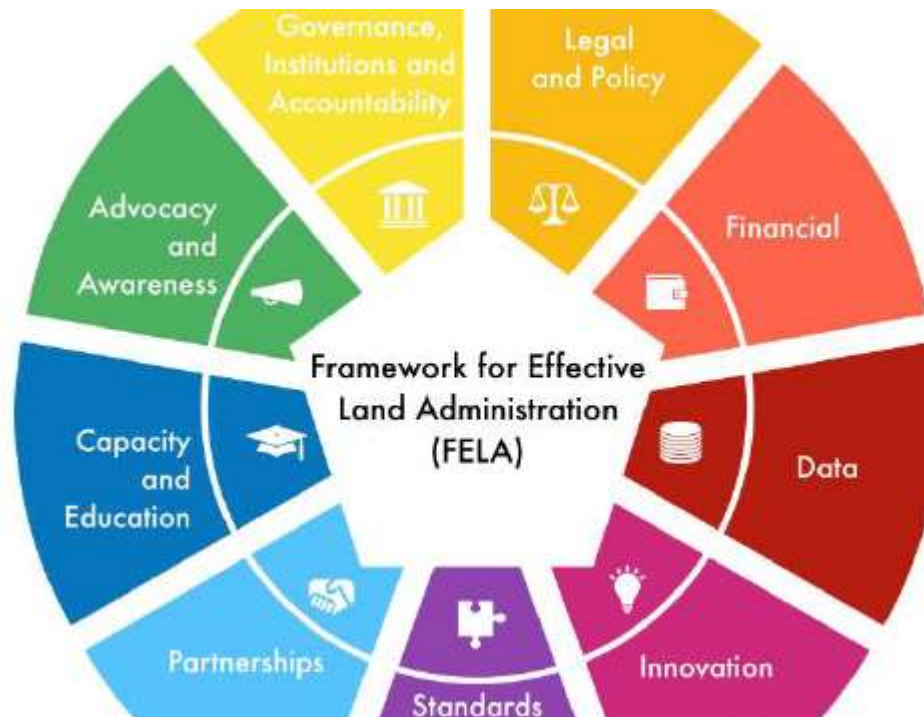 Governance,
Institutions and
Accountability
Legal
and Policy
Financial
Data
Innovation
Standards
Partnerships
Capacity
and
Education
Advocacy
and
Awareness
Framework for Effective
Land Administration
(FELA)